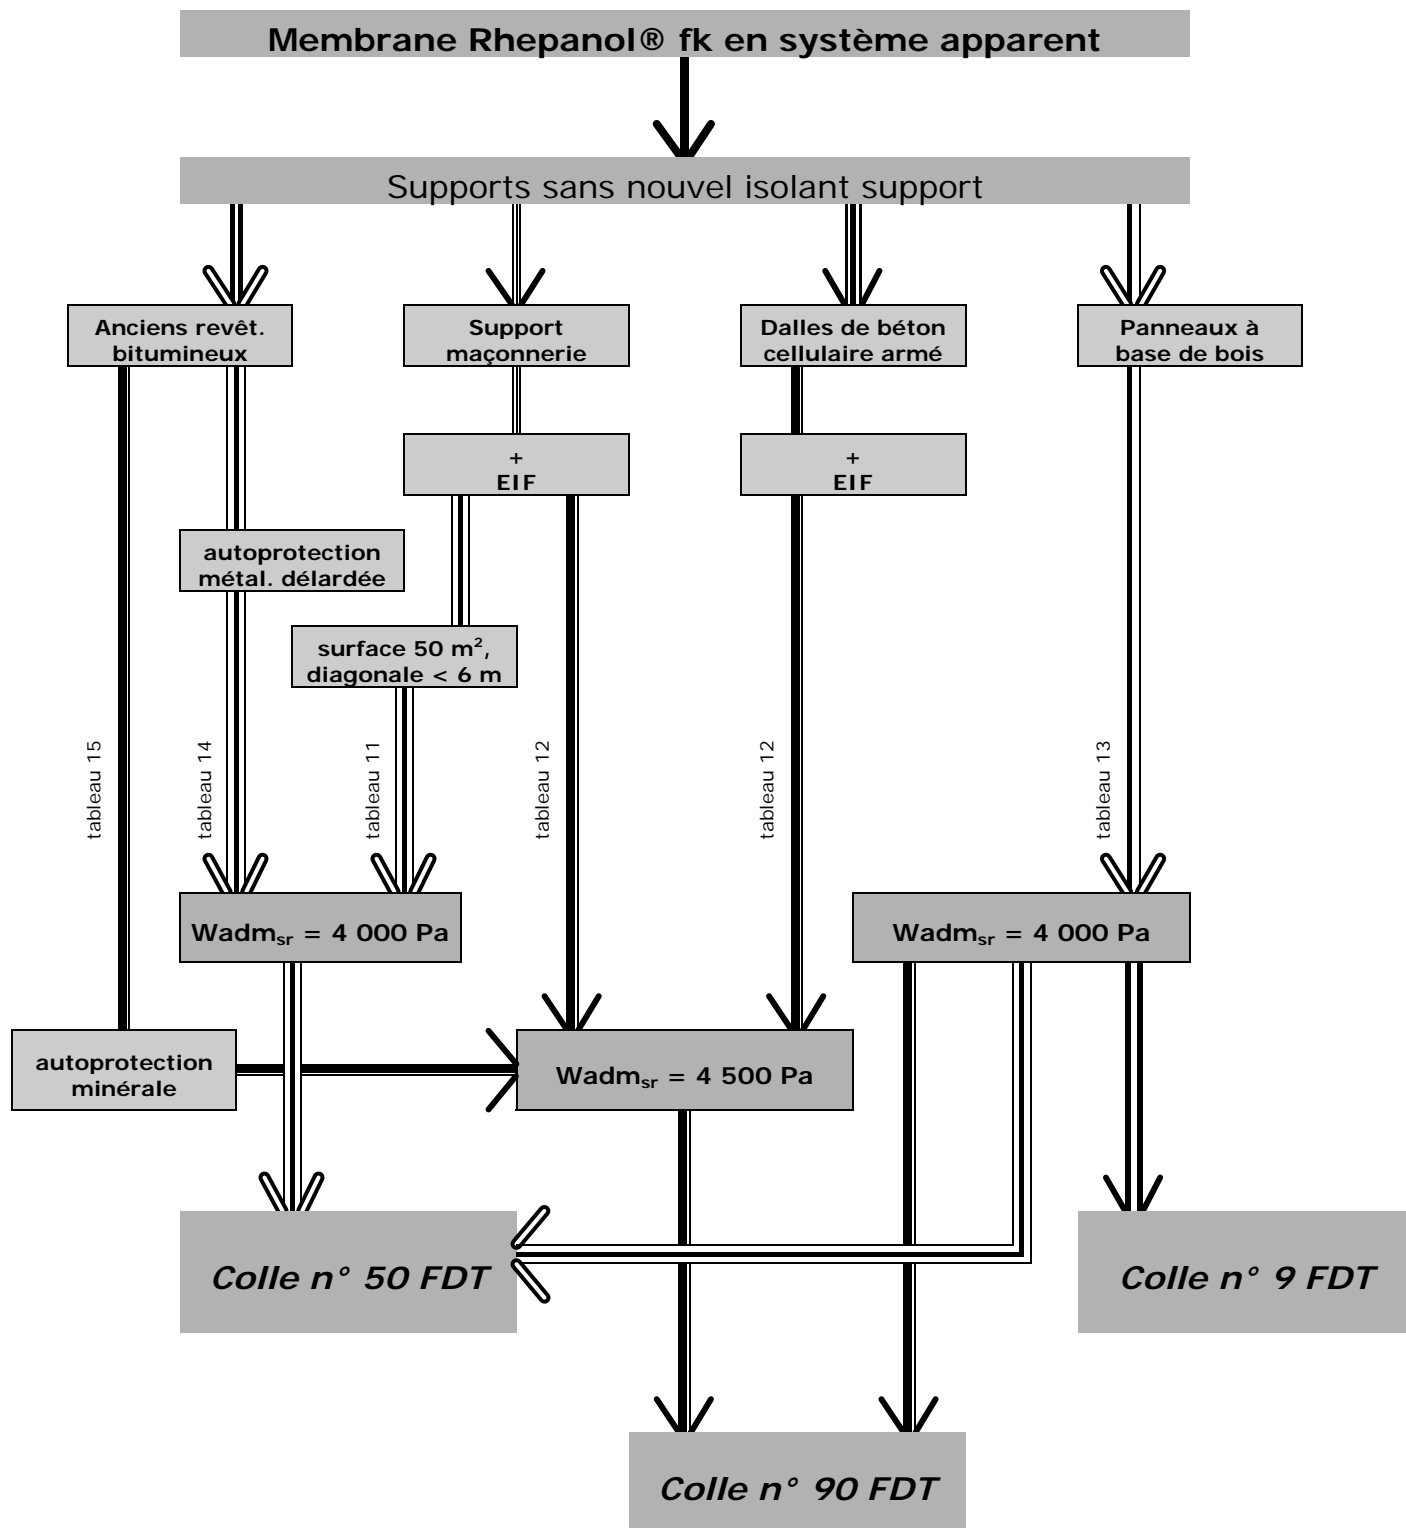 Membrane Rhepanol® fk en système apparent
Supports sans nouvel isolant support
Anciens revêt.
bitumineux
Support
maçonnerie
Dalles de béton
cellulaire armé
Panneaux à
base de bois
+
EIF
+
EIF
autoprotection
métal. délardée
surface 50 m²,
diagonale < 6 m
tableau 15
tableau 14
tableau 11
tableau 12
tableau 12
tableau 13
Wadmsr = 4 000 Pa
Wadmsr = 4 000 Pa
autoprotection
minérale
Wadmsr = 4 500 Pa
Colle n° 50 FDT
Colle n° 9 FDT
Colle n° 90 FDT